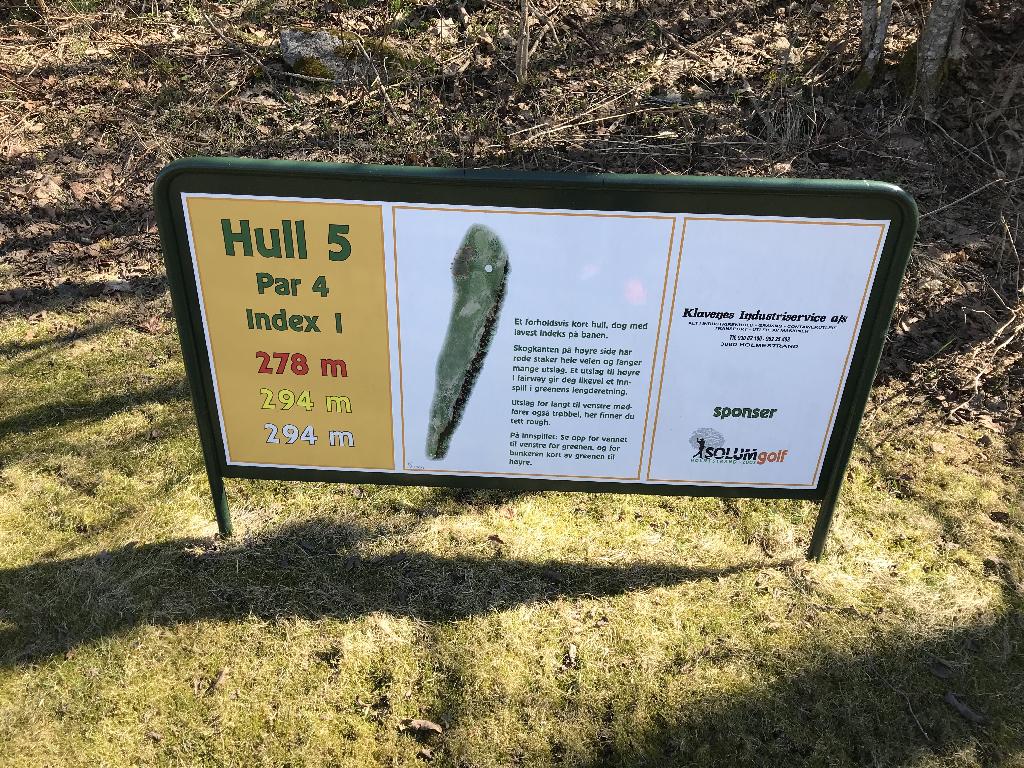 Hull 5
Par 4
Index 1
278 m
294 m
294 m
Et forholdsvis kort hull, dog med
lavest indeks på banen.
Skogkanten på høyre side har
røde staker hele veien og fanger
mange utslag. Et utslag til høyre
i fairway gir deg likevel et inn-
spill i greenens lengderetning.
Utslag for langt til venstre med-
fører også trøbbel, her finner du
tett rough.
På innspillet: Se opp for vannet
til venstre for greenen, og for
bunkeren kort av greenen til
høyre.
Klavenes Industriservice a/s
3080 HOLMESTRAND
sponser
SOLUMgolf
HOLMESTRAND